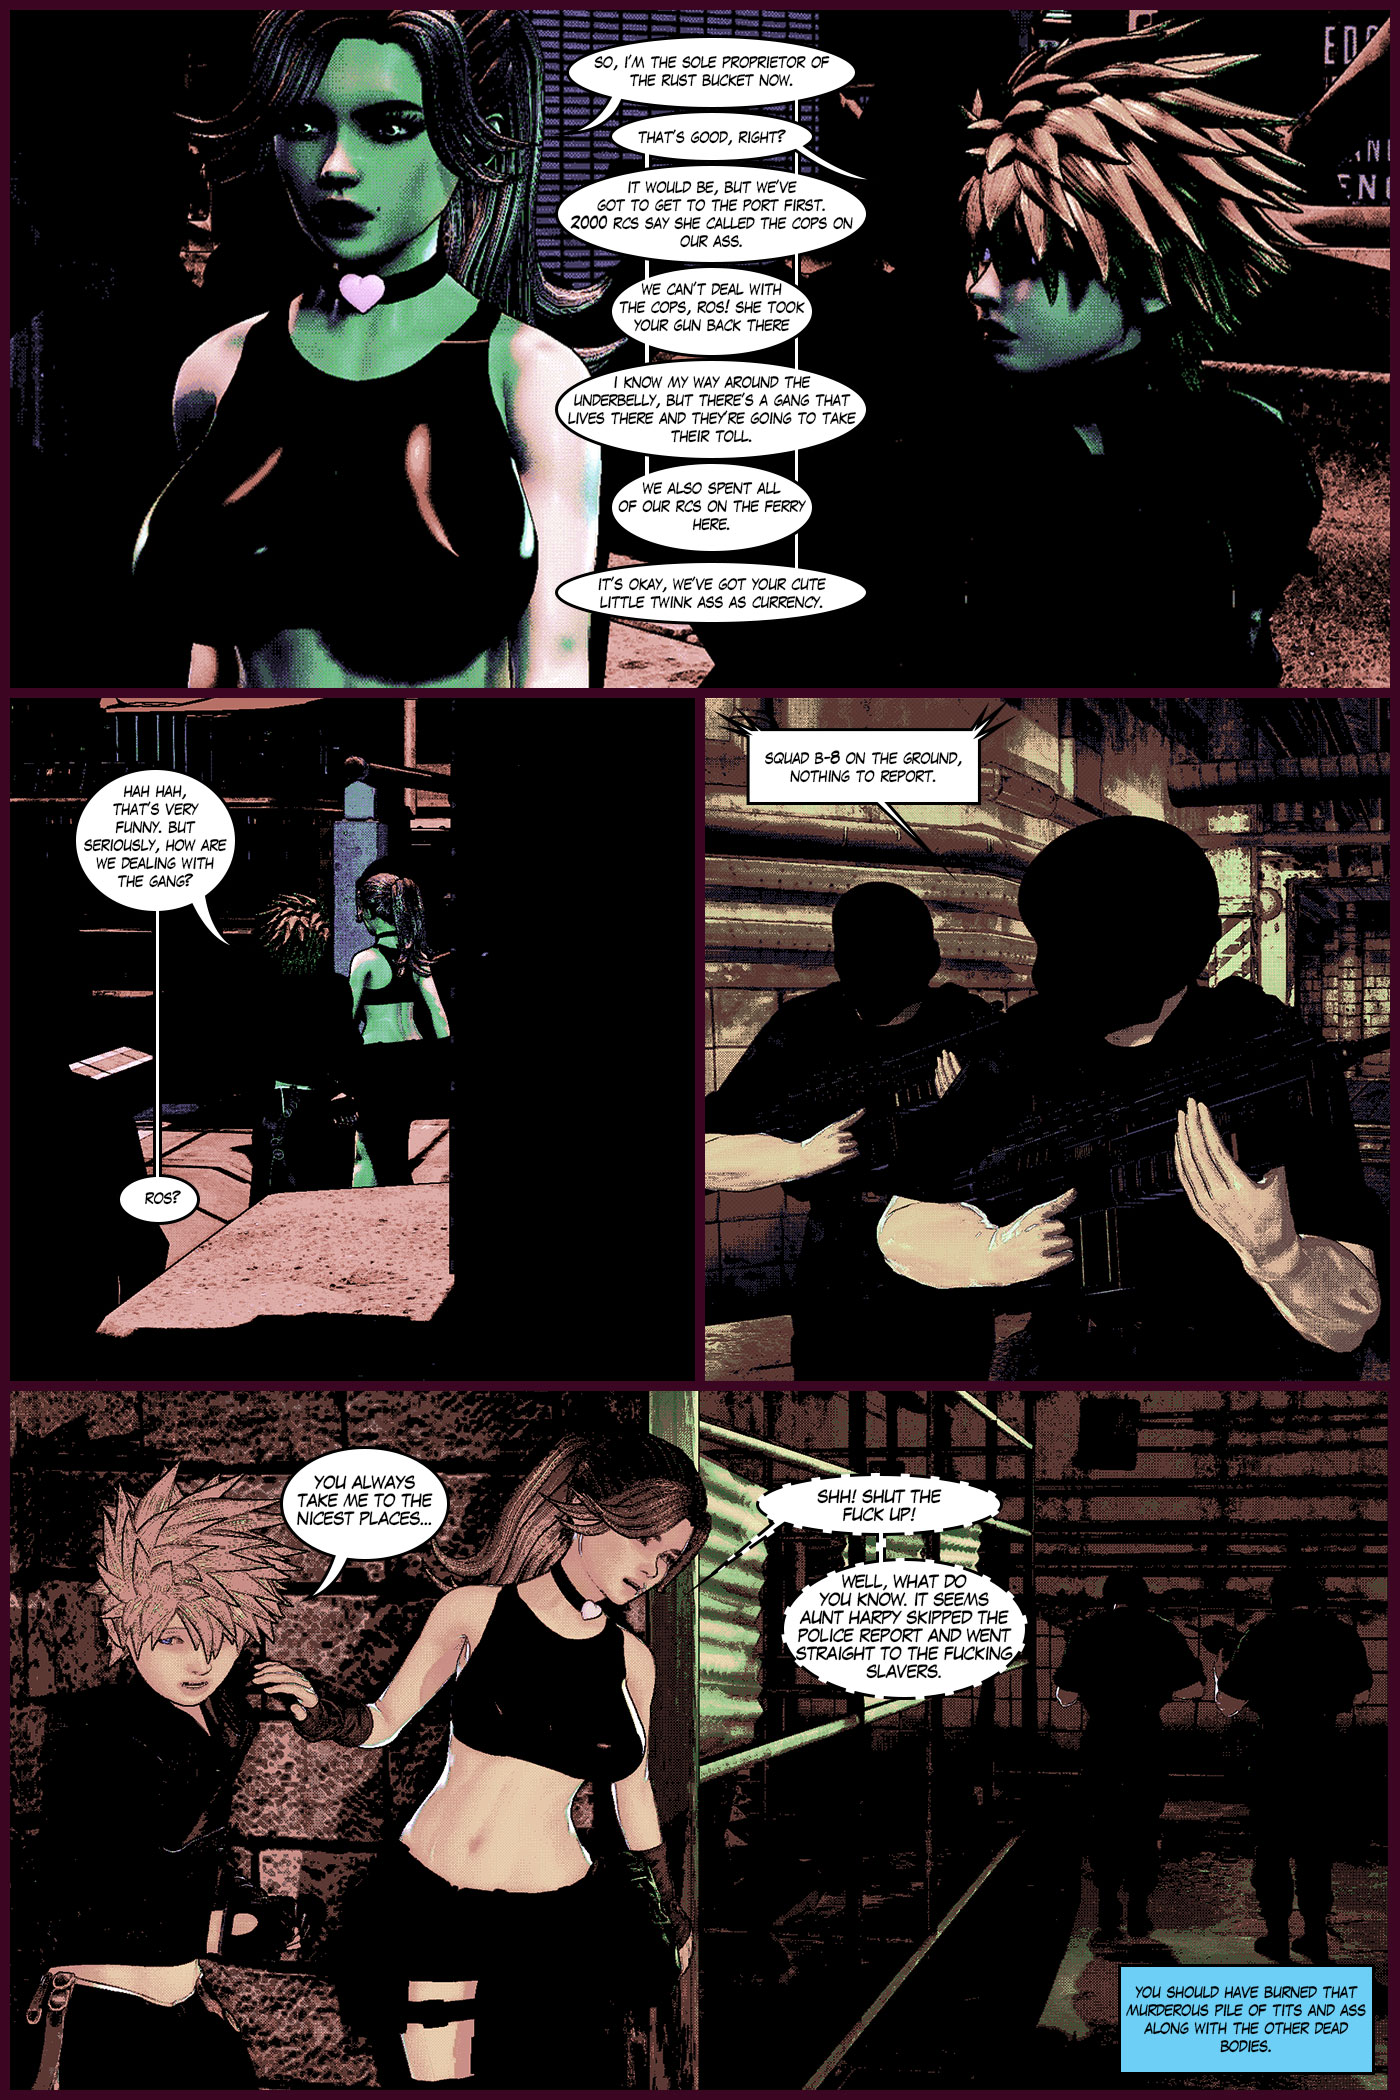 SO, I'M THE SOLE PROPRIETOR OF
THE RUST BUCKET NOW.
THAT'S GOOD, RIGHT?
IT WOULD BE, BUT WE'VE
GOT TO GET TO THE PORT FIRST.
2000 RCS SAY SHE CALLED THE COPS ON
OUR ASS.
WE CAN'T DEAL WITH
THE COPS, ROS! SHE TOOK
YOUR GUN BACK THERE
I KNOW MY WAY AROUND THE
UNDERBELLY, BUT THERE'S A GANG THAT
LIVES THERE AND THEY'RE GOING TO TAKE
THEIR TOLL.
WE ALSO SPENT ALL
OF OUR RCS ON THE FERRY
HERE.
IT'S OKAY, WE'VE GOT YOUR CUTE
LITTLE TWINK ASS AS CURRENCY.
HAH HAH,
THAT'S VERY
FUNNY. BUT
SERIOUSLY, HOW ARE
WE DEALING WITH
THE GANG?
ROS?
SQUAD B-8 ON THE GROUND,
NOTHING TO REPORT.
YOU ALWAYS
TAKE ME TO THE
NICEST PLACES...
SHH! SHUT THE
FUCK UP!
WELL, WHAT DO
YOU KNOW. IT SEEMS
AUNT HARPY SKIPPED THE
POLICE REPORT AND WENT
STRAIGHT TO THE FUCKING
SLAVERS.
YOU SHOULD HAVE BURNED THAT
MURDEROUS PILE OF TITS AND ASS
ALONG WITH THE OTHER DEAD
BODIES.